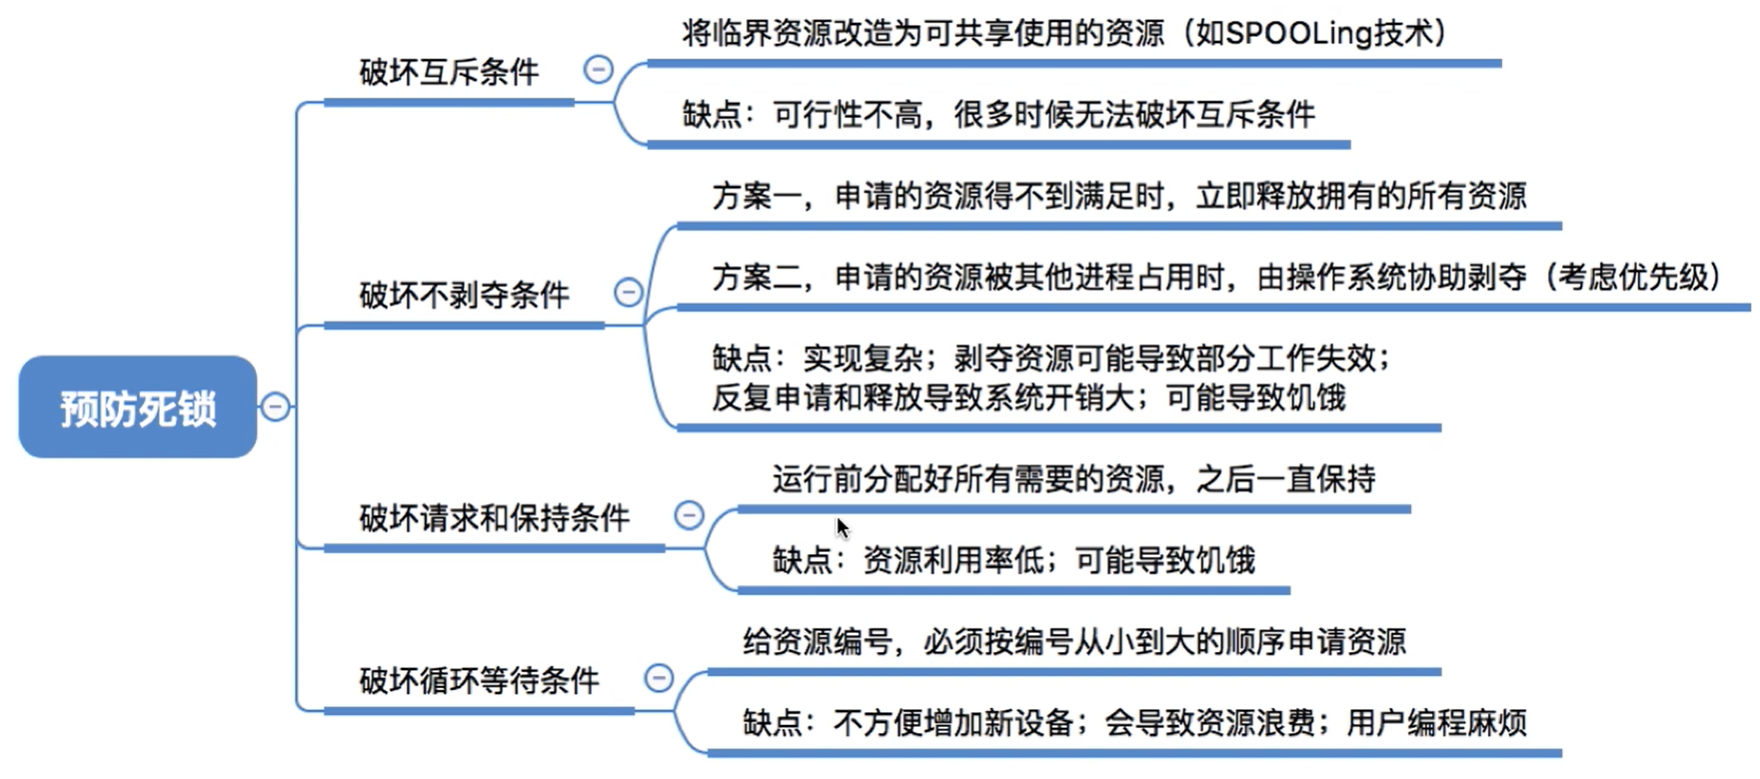 预防死锁
破坏互斥条件
将临界资源改造为可共享使用的资源（如SPOOLing技术）
缺点：可行性不高，很多时候无法破坏互斥条件
破坏不剥夺条件
方案一，申请的资源得不到满足时，立即释放拥有的所有资源
方案二，申请的资源被其他进程占用时，由操作系统协助剥夺（考虑优先级）
缺点：实现复杂；剥夺资源可能导致部分工作失效；
反复申请和释放导致系统开销大；可能导致饥饿
破坏请求和保持条件
运行前分配好所有需要的资源，之后一直保持
缺点：资源利用率低；可能导致饥饿
破坏循环等待条件
给资源编号，必须按编号从小到大的顺序申请资源
缺点：不方便增加新设备；会导致资源浪费；用户编程麻烦